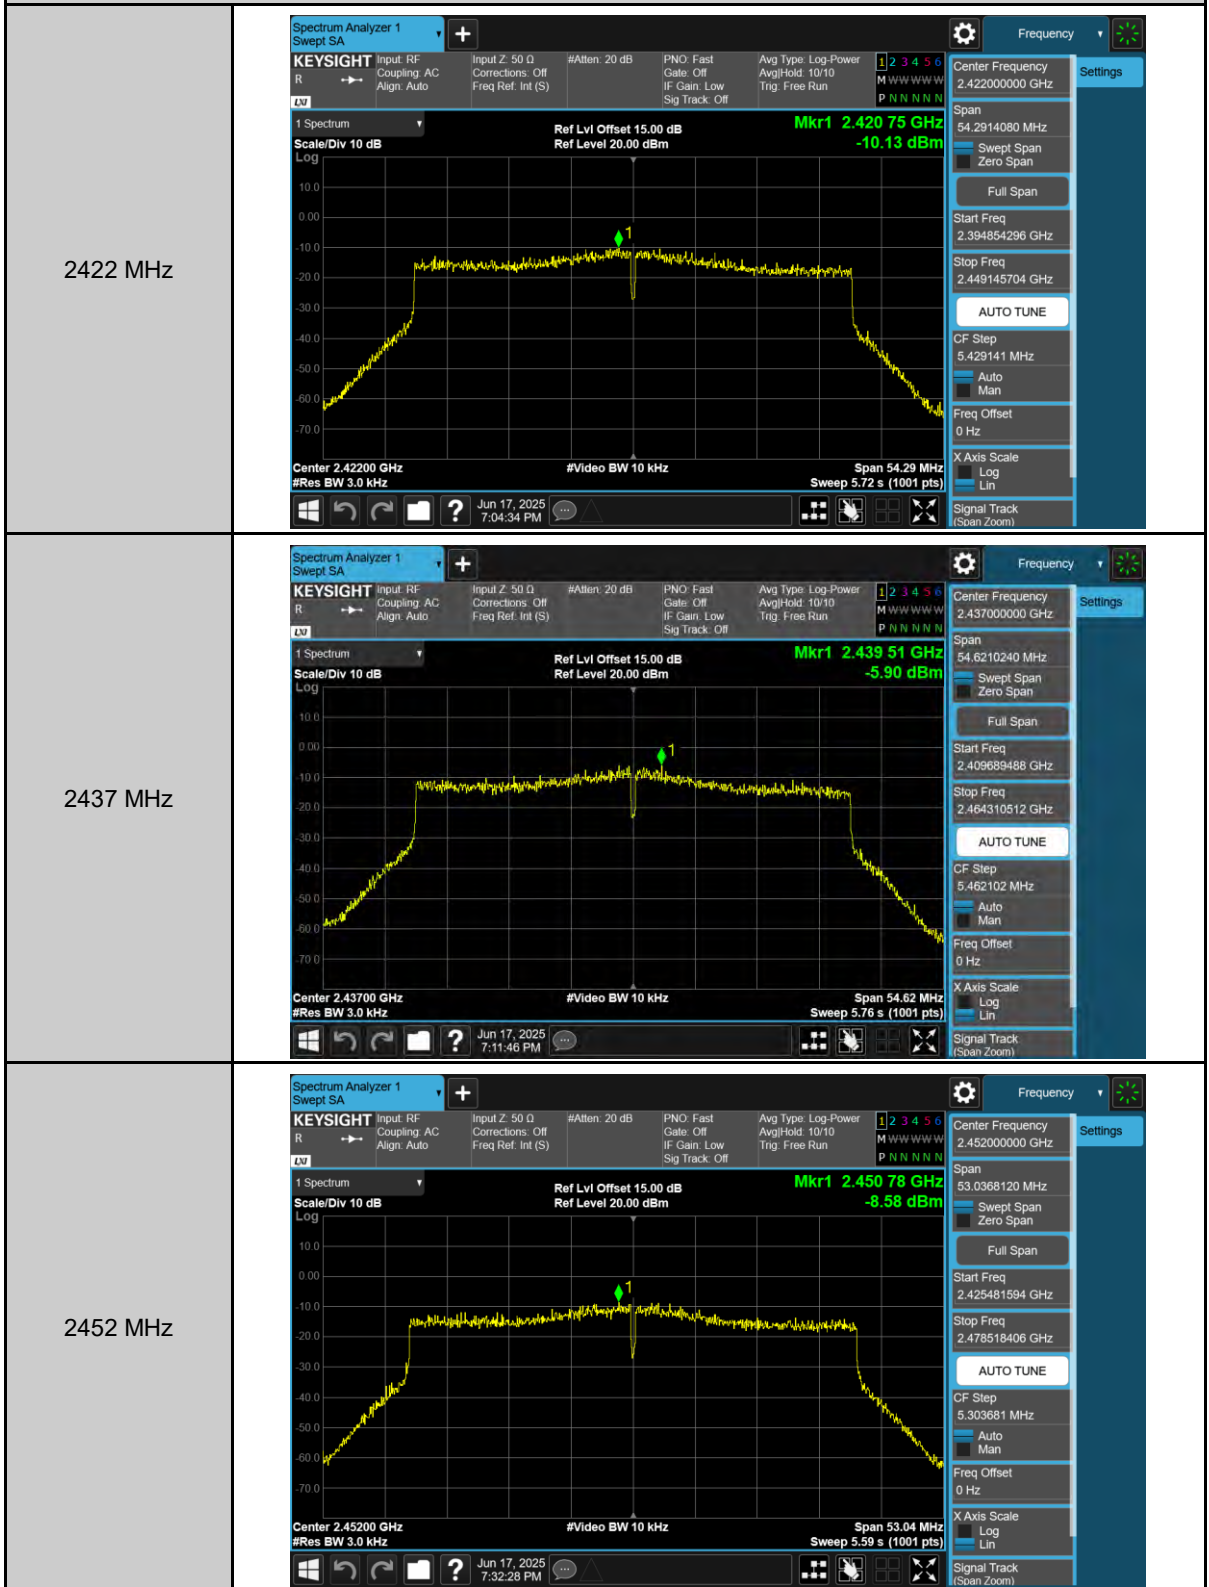 2422 MHz
Spectrum Analyzer 1
Swept SA
Frequency
KEYSIGHT
R
LXI
Input: RF
Coupling: AC
Align: Auto
Input Z: 50 Ω
Corrections: Off
Freq Ref: Int (S)
#Atten: 20 dB
PNO: Fast
Gate: Off
IF Gain: Low
Sig Track: Off
Avg Type: Log-Power
Avg|Hold: 10/10
Trig: Free Run
1 2 3 4 5 6
M W W W W W
P N N N N N
1 Spectrum
Scale/Div 10 dB
Ref Lvl Offset 15.00 dB
Ref Level 20.00 dBm
Mkr1 2.420 75 GHz
-10.13 dBm
Log
10.0
0.00
-10.0
-20.0
-30.0
-40.0
-50.0
-60.0
-70.0
1
Center 2.42200 GHz
#Res BW 3.0 kHz
#Video BW 10 kHz
Span 54.29 MHz
Sweep 5.72 s (1001 pts)
Jun 17, 2025
7:04:34 PM
Center Frequency
2.422000000 GHz
Settings
Span
54.2914080 MHz
Swept Span
Zero Span
Full Span
Start Freq
2.394854296 GHz
Stop Freq
2.449145704 GHz
AUTO TUNE
CF Step
5.429141 MHz
Auto
Man
Freq Offset
0 Hz
X Axis Scale
Log
Lin
Signal Track
(Span Zoom)
2437 MHz
Spectrum Analyzer 1
Swept SA
Frequency
KEYSIGHT
R
LXI
Input: RF
Coupling: AC
Align: Auto
Input Z: 50 Ω
Corrections: Off
Freq Ref: Int (S)
#Atten: 20 dB
PNO: Fast
Gate: Off
IF Gain: Low
Sig Track: Off
Avg Type: Log-Power
Avg|Hold: 10/10
Trig: Free Run
1 2 3 4 5 6
M W W W W W
P N N N N N
1 Spectrum
Scale/Div 10 dB
Ref Lvl Offset 15.00 dB
Ref Level 20.00 dBm
Mkr1 2.439 51 GHz
-5.90 dBm
Log
10.0
0.00
-10.0
-20.0
-30.0
-40.0
-50.0
-60.0
-70.0
1
Center 2.43700 GHz
#Res BW 3.0 kHz
#Video BW 10 kHz
Span 54.62 MHz
Sweep 5.76 s (1001 pts)
Jun 17, 2025
7:11:46 PM
Center Frequency
2.437000000 GHz
Settings
Span
54.6210240 MHz
Swept Span
Zero Span
Full Span
Start Freq
2.409689488 GHz
Stop Freq
2.464310512 GHz
AUTO TUNE
CF Step
5.462102 MHz
Auto
Man
Freq Offset
0 Hz
X Axis Scale
Log
Lin
Signal Track
(Span Zoom)
2452 MHz
Spectrum Analyzer 1
Swept SA
Frequency
KEYSIGHT
R
LXI
Input: RF
Coupling: AC
Align: Auto
Input Z: 50 Ω
Corrections: Off
Freq Ref: Int (S)
#Atten: 20 dB
PNO: Fast
Gate: Off
IF Gain: Low
Sig Track: Off
Avg Type: Log-Power
Avg|Hold: 10/10
Trig: Free Run
1 2 3 4 5 6
M W W W W W
P N N N N N
1 Spectrum
Scale/Div 10 dB
Ref Lvl Offset 15.00 dB
Ref Level 20.00 dBm
Mkr1 2.450 78 GHz
-8.58 dBm
Log
10.0
0.00
-10.0
-20.0
-30.0
-40.0
-50.0
-60.0
-70.0
1
Center 2.45200 GHz
#Res BW 3.0 kHz
#Video BW 10 kHz
Span 53.04 MHz
Sweep 5.59 s (1001 pts)
Jun 17, 2025
7:32:28 PM
Center Frequency
2.452000000 GHz
Settings
Span
53.0368120 MHz
Swept Span
Zero Span
Full Span
Start Freq
2.425481594 GHz
Stop Freq
2.478518406 GHz
AUTO TUNE
CF Step
5.303681 MHz
Auto
Man
Freq Offset
0 Hz
X Axis Scale
Log
Lin
Signal Track
(Span Zoom)